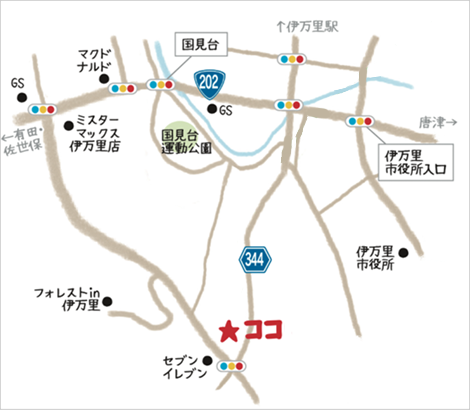 ↑伊万里駅
国見台
マクド
ナルド
202
GS
GS
ミスター
マックス
伊万里店
←有田・
佐世保
国見台
運動公園
唐津→
伊万里
市役所入口
伊万里
市役所
344
フォレストin
伊万里
ココ
セブン
イレブン